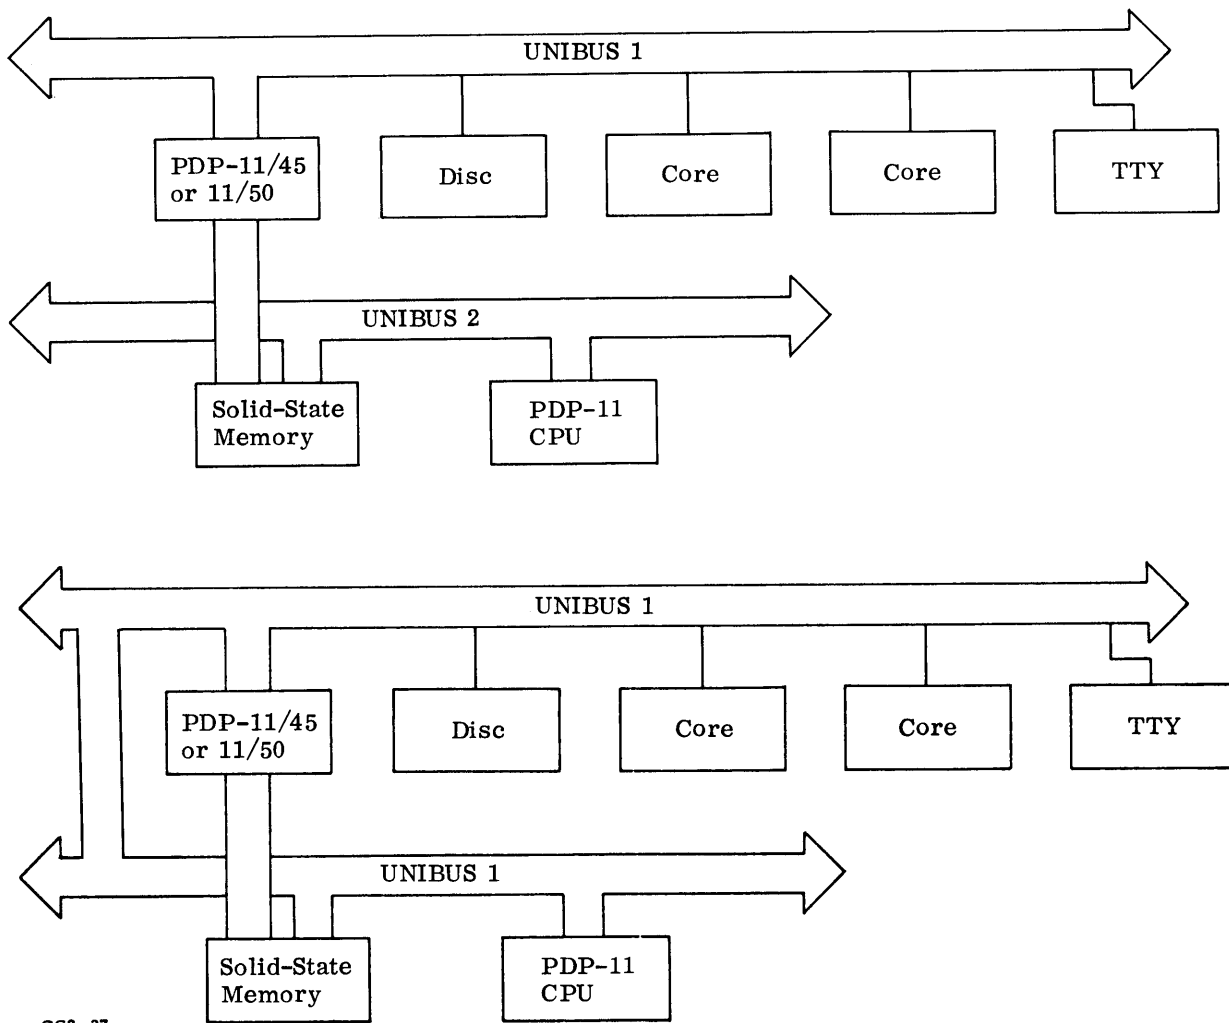 UNIBUS 1
PDP-11/45
or 11/50
Disc
Core
Core
TTY
UNIBUS 2
Solid-State
Memory
PDP-11
CPU
UNIBUS 1
PDP-11/45
or 11/50
Disc
Core
Core
TTY
UNIBUS 1
Solid-State
Memory
PDP-11
CPU